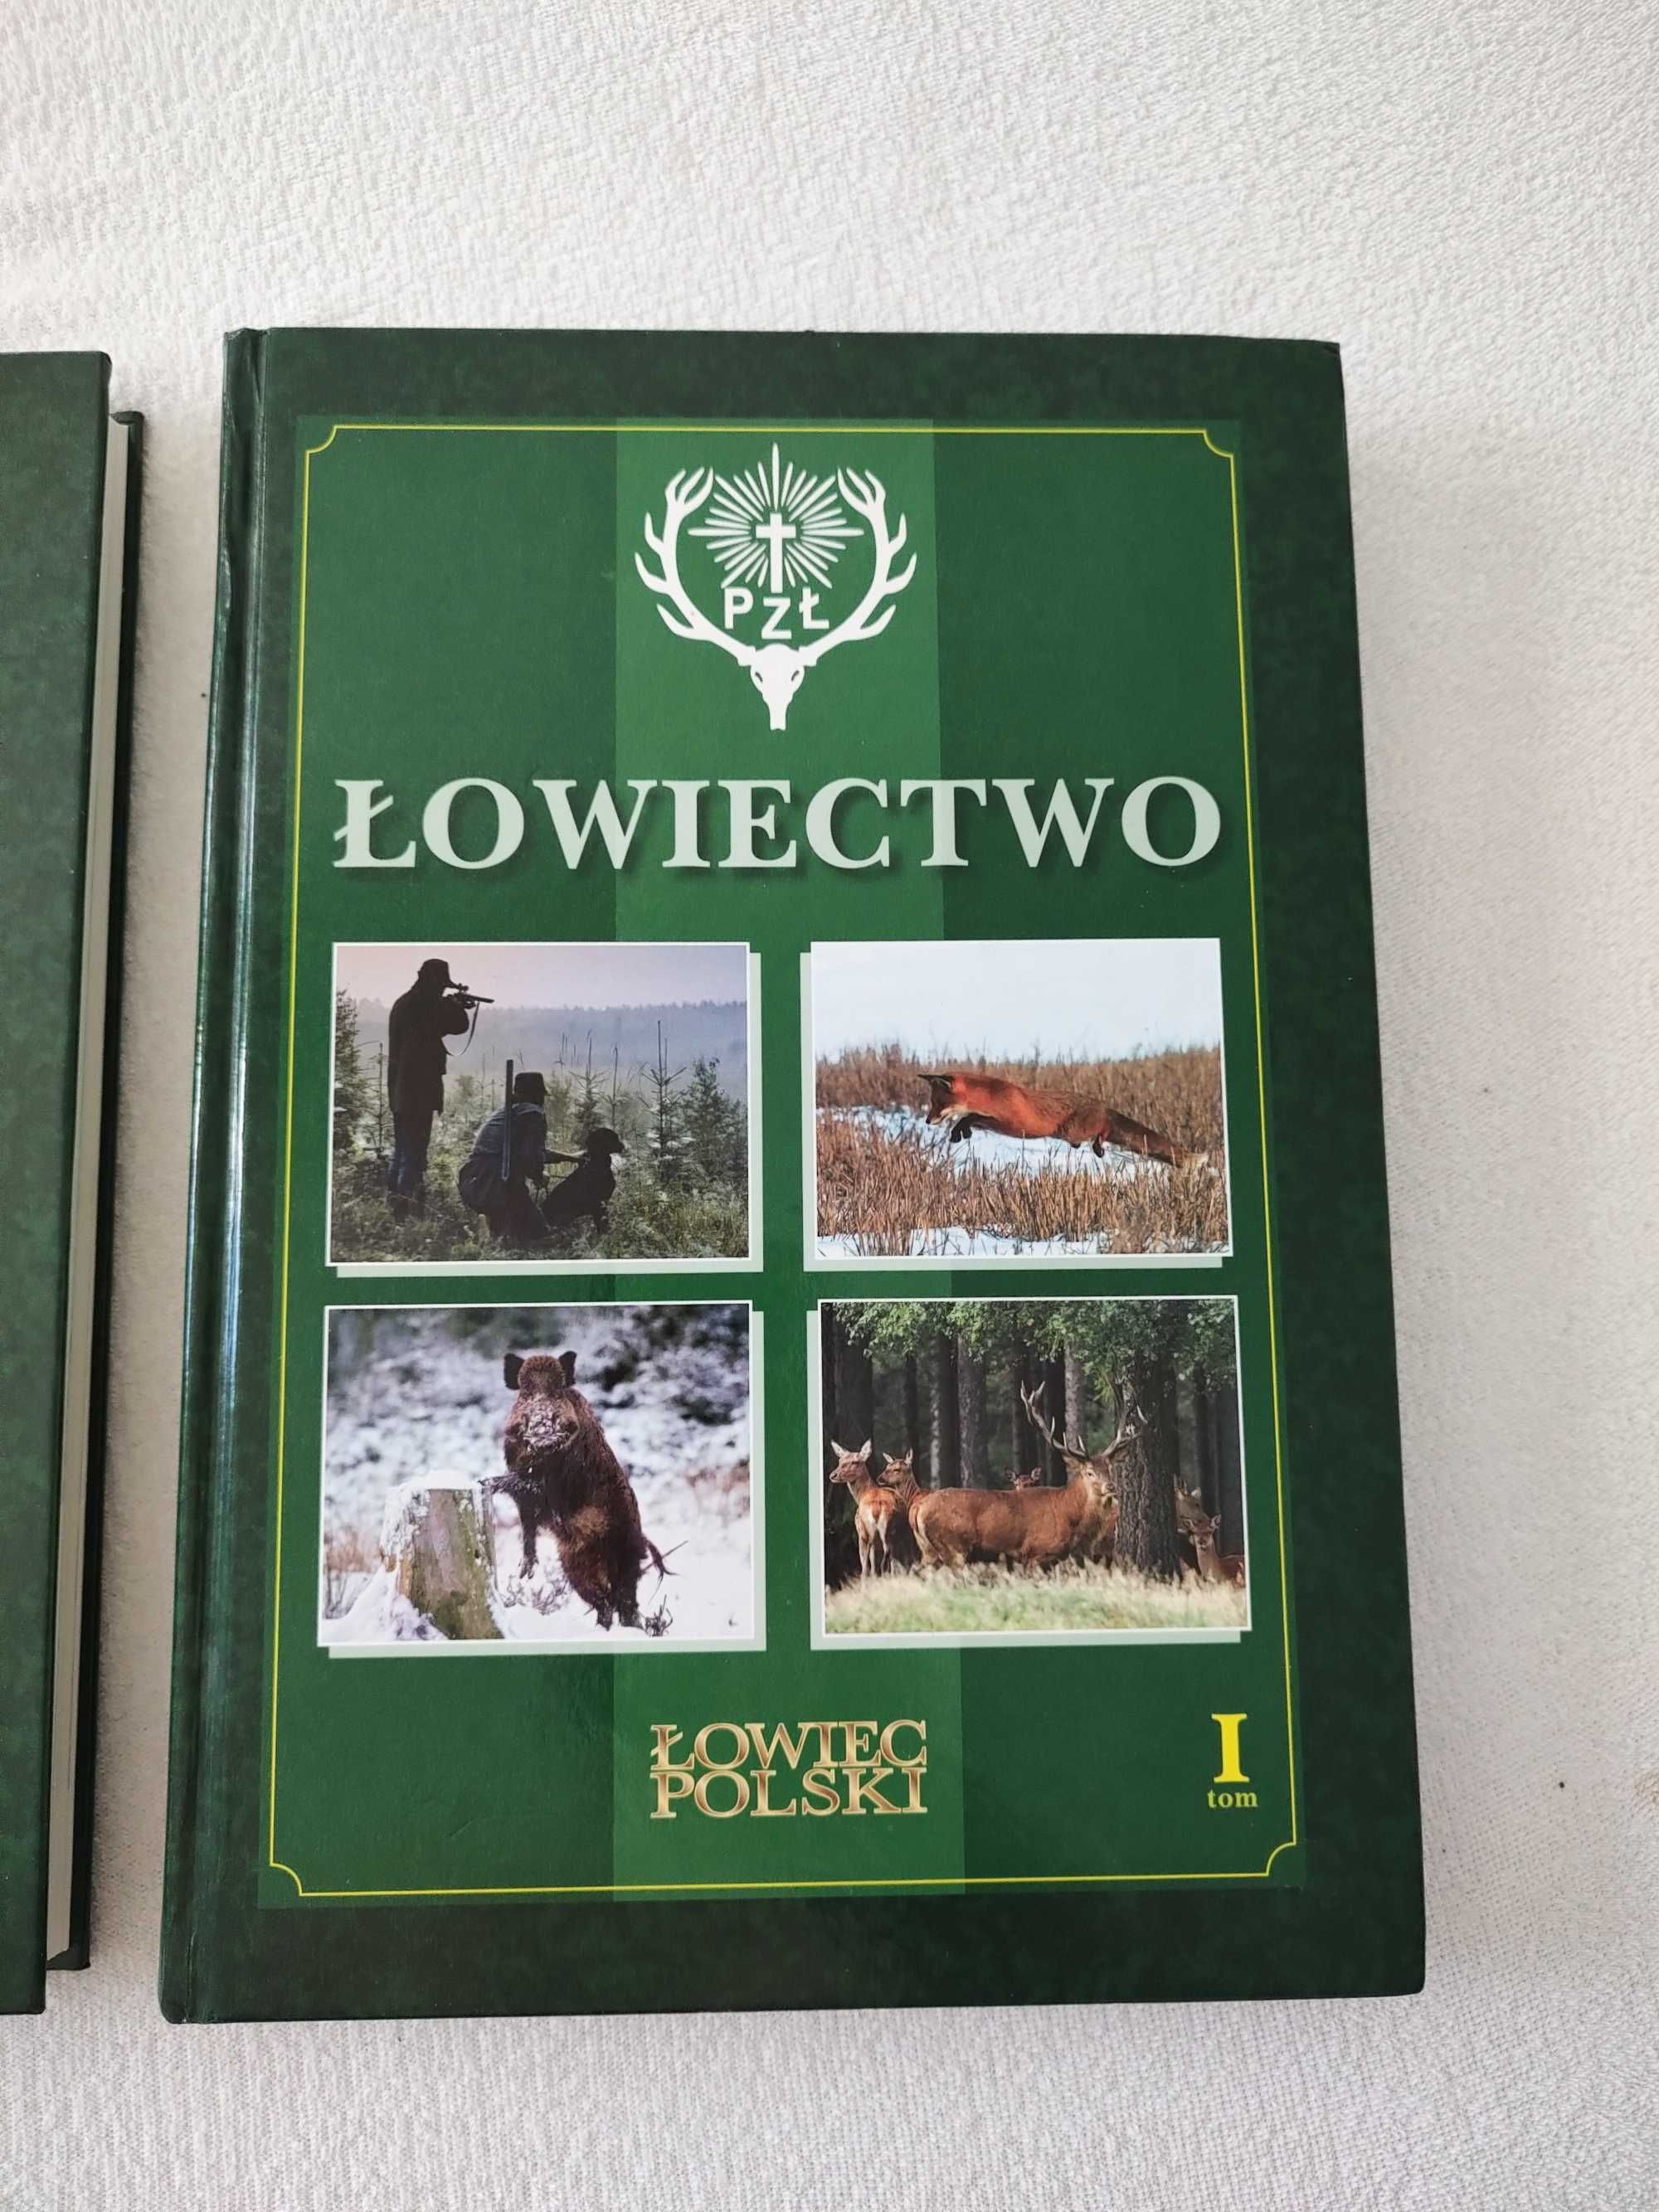 PZŁ
ŁOWIECTWO
ŁOWIEC
POLSKI
I
tom